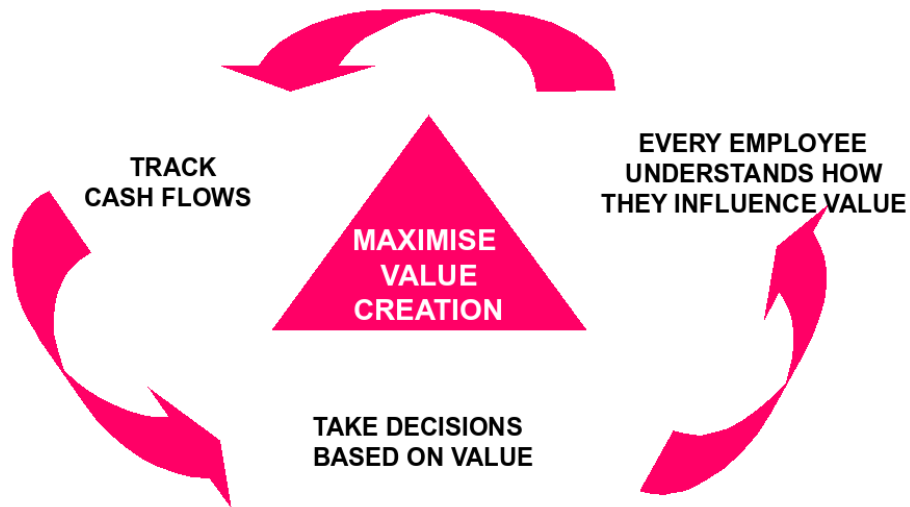 TRACK
CASH FLOWS
EVERY EMPLOYEE
UNDERSTANDS HOW
THEY INFLUENCE VALUE
MAXIMISE
VALUE
CREATION
TAKE DECISIONS
BASED ON VALUE